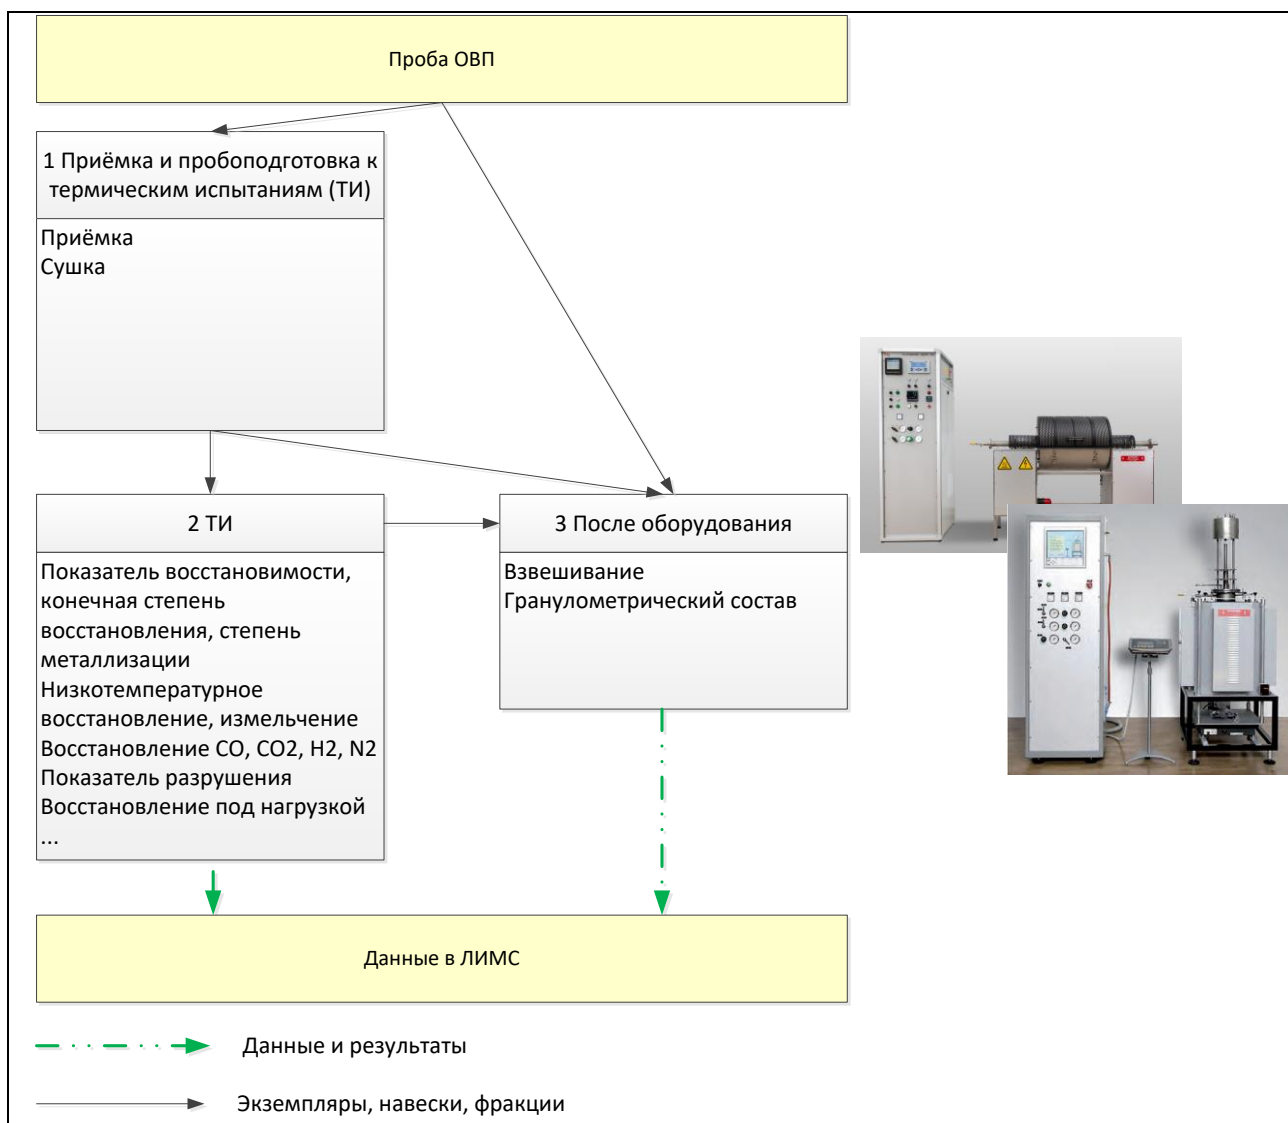 Проба ОВП
1 Приёмка и пробоподготовка к
термическим испытаниям (ТИ)
Приёмка
Сушка
2 ТИ
Показатель восстановимости,
конечная степень
восстановления, степень
металлизации
Низкотемпературное
восстановление, измельчение
Восстановление CO, CO2, H2, N2
Показатель разрушения
Восстановление под нагрузкой
...
3 После оборудования
Взвешивание
Гранулометрический состав
Данные в ЛИМС
Данные и результаты
Экземпляры, навески, фракции